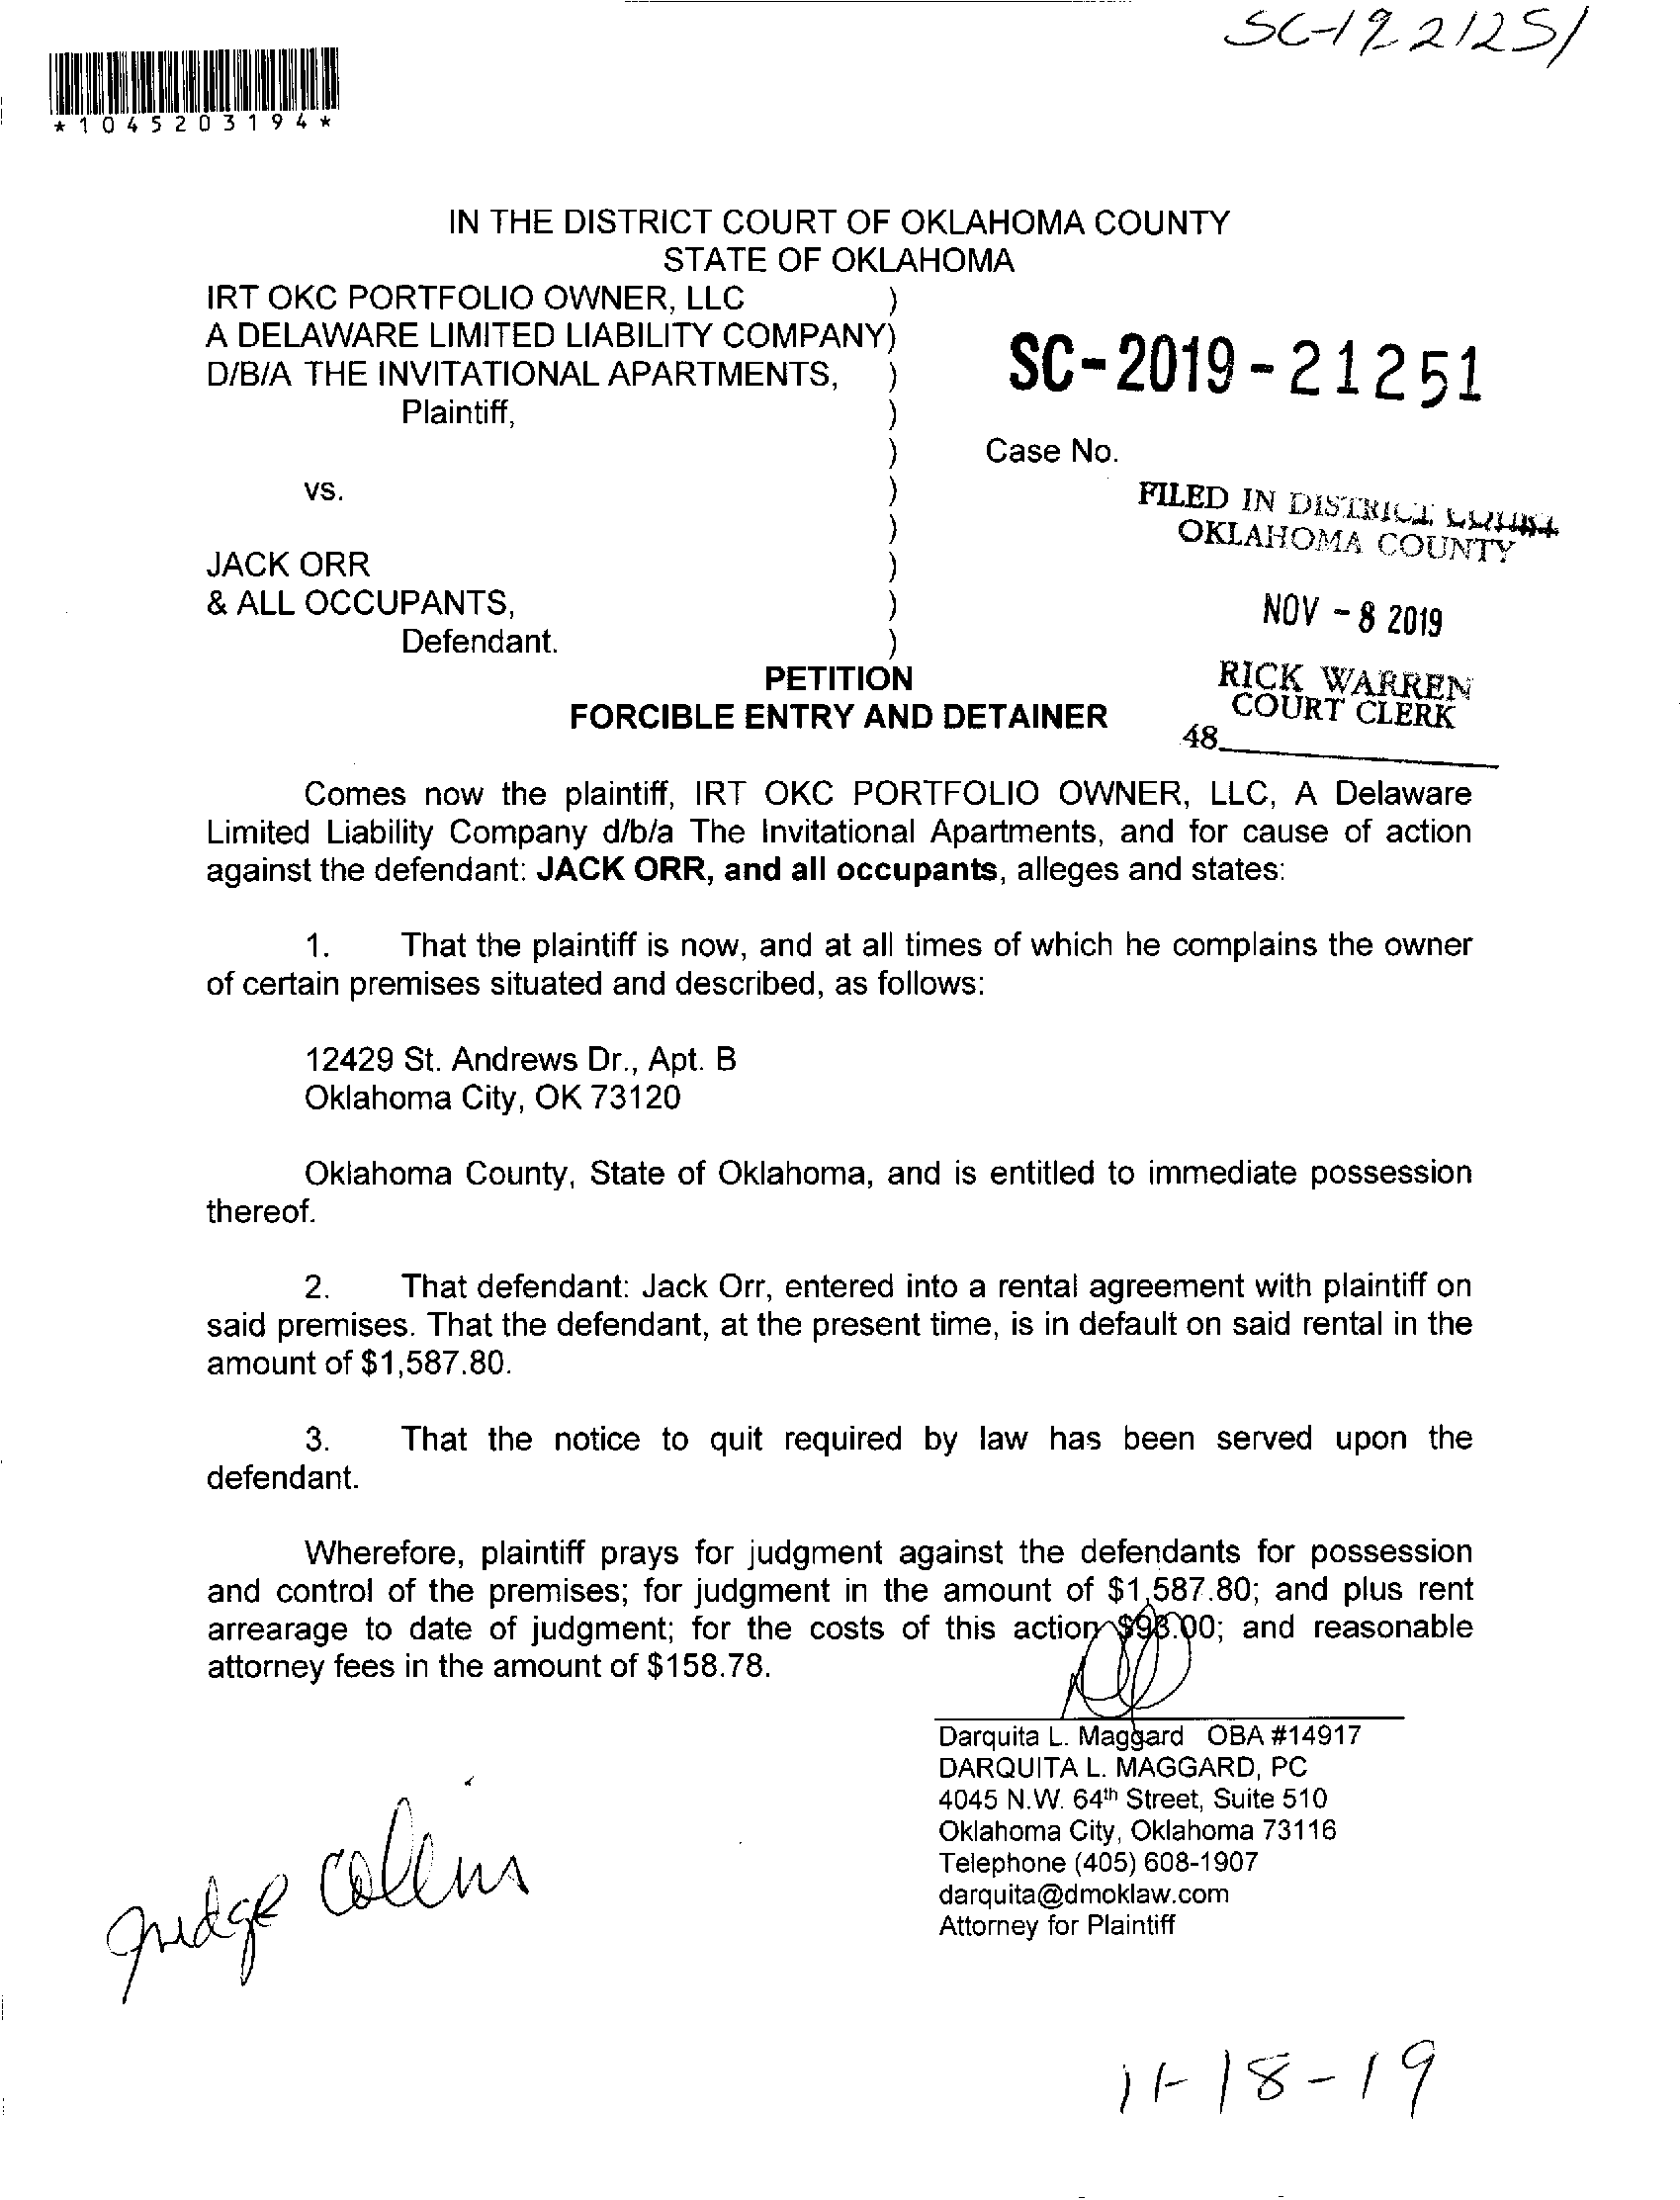 SC-19 21251
*1045203194*
IN THE DISTRICT COURT OF OKLAHOMA COUNTY
STATE OF OKLAHOMA
IRT OKC PORTFOLIO OWNER, LLC )
A DELAWARE LIMITED LIABILITY COMPANY)
D/B/A THE INVITATIONAL APARTMENTS, )
SC-2019-21251
Plaintiff, )
) Case No.
vs. )
FILED IN DISTRICT COURT
)
OKLAHOMA COUNTY
JACK ORR )
& ALL OCCUPANTS, )
NOV - 8 2019
Defendant. )
PETITION
RICK WARREN
FORCIBLE ENTRY AND DETAINER
COURT CLERK
48
Comes now the plaintiff, IRT OKC PORTFOLIO OWNER, LLC, A Delaware
Limited Liability Company d/b/a The Invitational Apartments, and for cause of action
against the defendant: JACK ORR, and all occupants, alleges and states:
1. That the plaintiff is now, and at all times of which he complains the owner
of certain premises situated and described, as follows:
12429 St. Andrews Dr., Apt. B
Oklahoma City, OK 73120
Oklahoma County, State of Oklahoma, and is entitled to immediate possession
thereof.
2. That defendant: Jack Orr, entered into a rental agreement with plaintiff on
said premises. That the defendant, at the present time, is in default on said rental in the
amount of $1,587.80.
3. That the notice to quit required by law has been served upon the
defendant.
Wherefore, plaintiff prays for judgment against the defendants for possession
and control of the premises; for judgment in the amount of $1,587.80; and plus rent
arrearage to date of judgment; for the costs of this action $98.00; and reasonable
attorney fees in the amount of $158.78.
Darquita L. Maggard OBA #14917
DARQUITA L. MAGGARD, PC
4045 N.W. 64th Street, Suite 510
Oklahoma City, Oklahoma 73116
Telephone (405) 608-1907
darquita@dmoklaw.com
Attorney for Plaintiff
Judge Collins
11-18-19